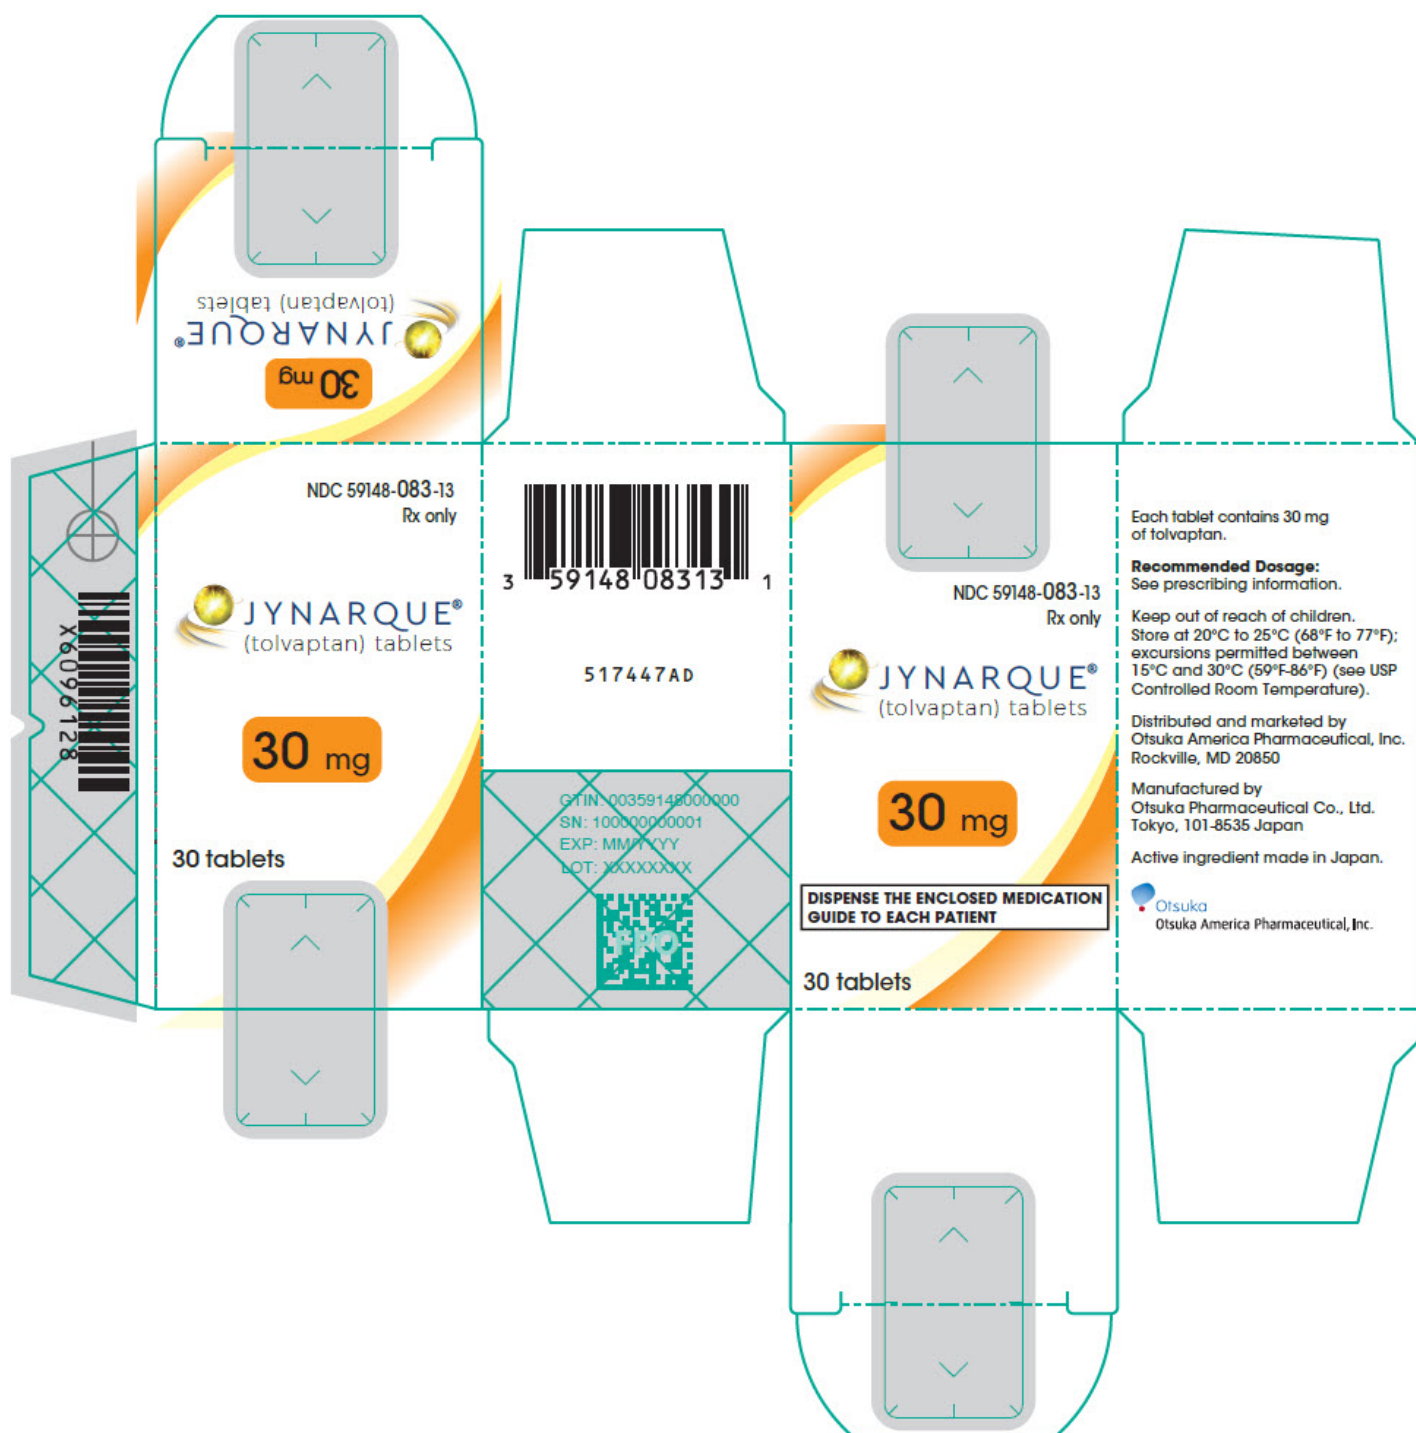 JYNARQUE®
(tolvaptan) tablets
30 mg
NDC 59148-083-13
Rx only
JYNARQUE®
(tolvaptan) tablets
30 mg
30 tablets
X6096128
3 59148 08313 1
517447AD
GTIN: 00359148000000
SN: 100000000001
EXP: MM/YYYY
LOT: XXXXXXXX
FPO
NDC 59148-083-13
Rx only
JYNARQUE®
(tolvaptan) tablets
30 mg
DISPENSE THE ENCLOSED MEDICATION
GUIDE TO EACH PATIENT
30 tablets
Each tablet contains 30 mg
of tolvaptan.
Recommended Dosage:
See prescribing information.
Keep out of reach of children.
Store at 20°C to 25°C (68°F to 77°F);
excursions permitted between
15°C and 30°C (59°F-86°F) (see USP
Controlled Room Temperature).
Distributed and marketed by
Otsuka America Pharmaceutical, Inc.
Rockville, MD 20850
Manufactured by
Otsuka Pharmaceutical Co., Ltd.
Tokyo, 101-8535 Japan
Active ingredient made in Japan.
Otsuka
Otsuka America Pharmaceutical, Inc.